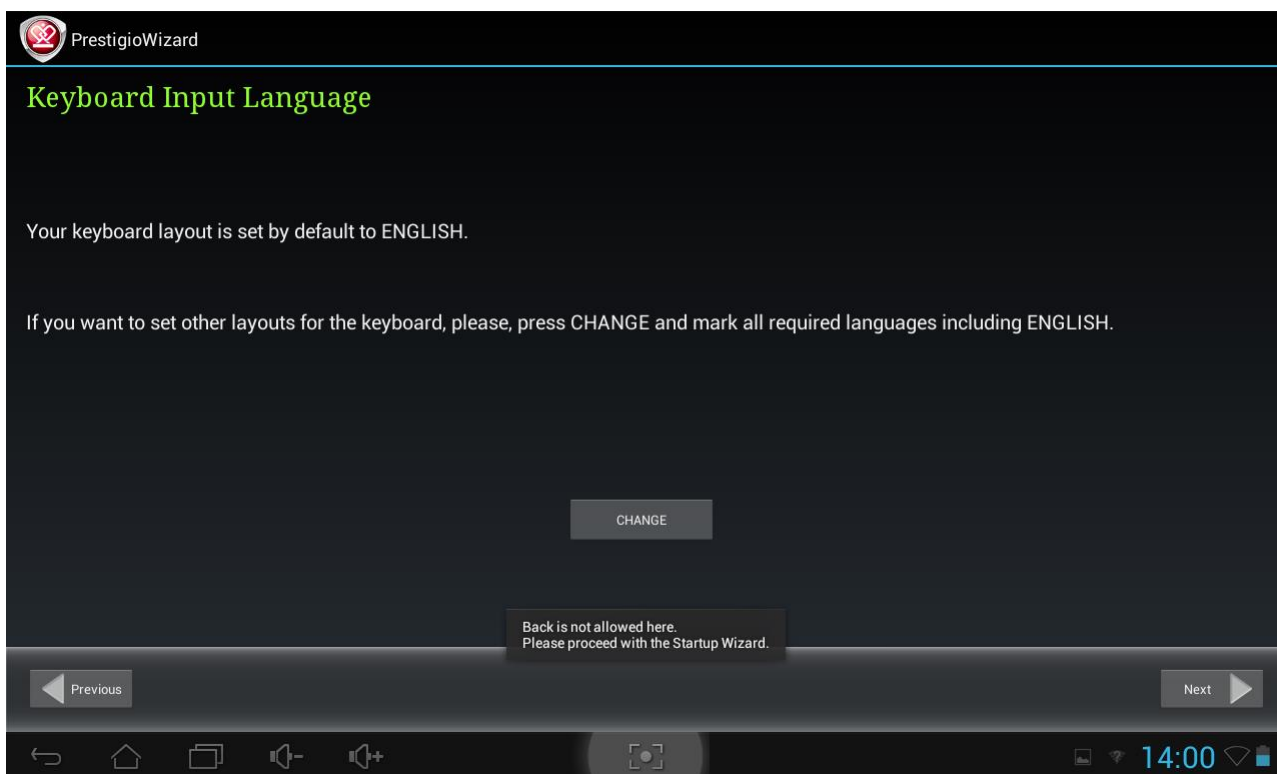 PrestigioWizard
Keyboard Input Language
Your keyboard layout is set by default to ENGLISH.
If you want to set other layouts for the keyboard, please, press CHANGE and mark all required languages including ENGLISH.
CHANGE
Back is not allowed here.
Please proceed with the Startup Wizard.
Previous
Next
14:00